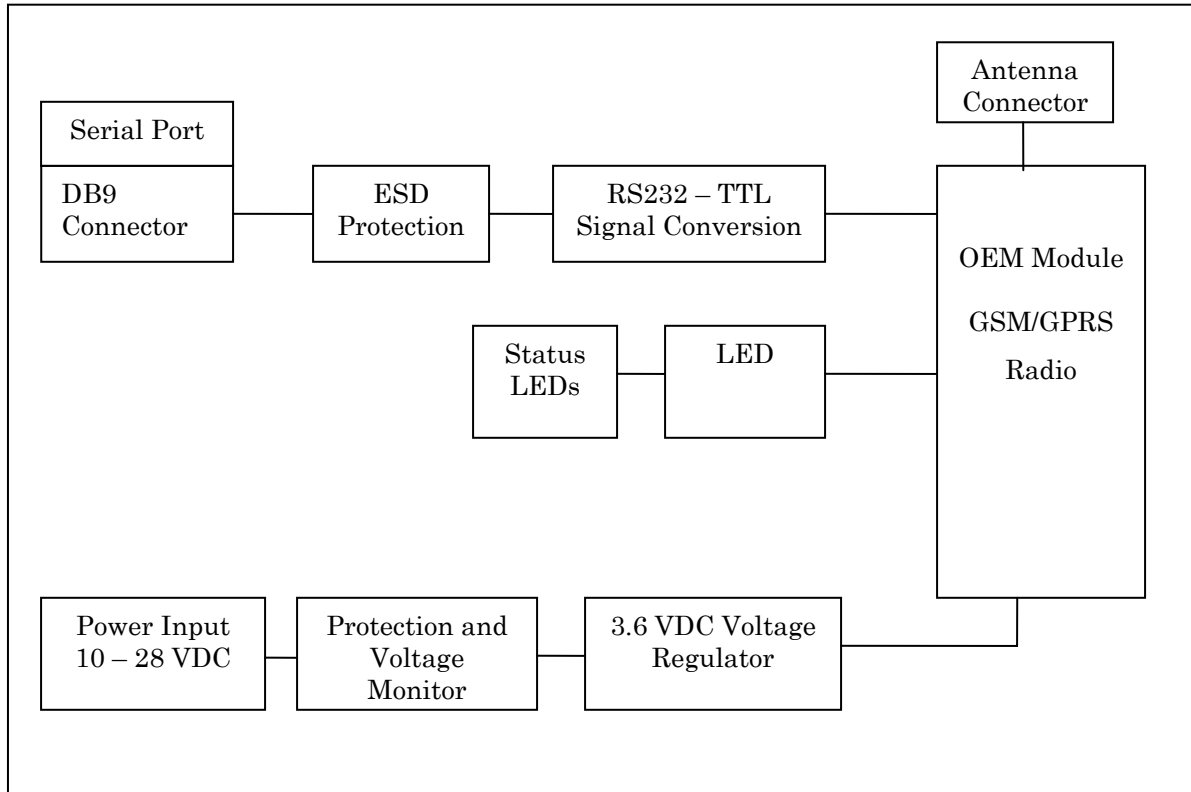 Antenna
Connector
Serial Port
DB9
Connector
ESD
Protection
RS232 – TTL
Signal Conversion
OEM Module
GSM/GPRS
Radio
Status
LEDs
LED
Power Input
10 – 28 VDC
Protection and
Voltage
Monitor
3.6 VDC Voltage
Regulator